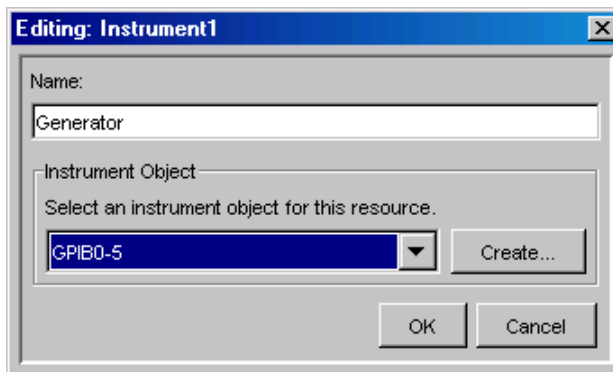 Editing: Instrument1
Name:
Generator
Instrument Object
Select an instrument object for this resource.
GPIB0-5
Create...
OK
Cancel